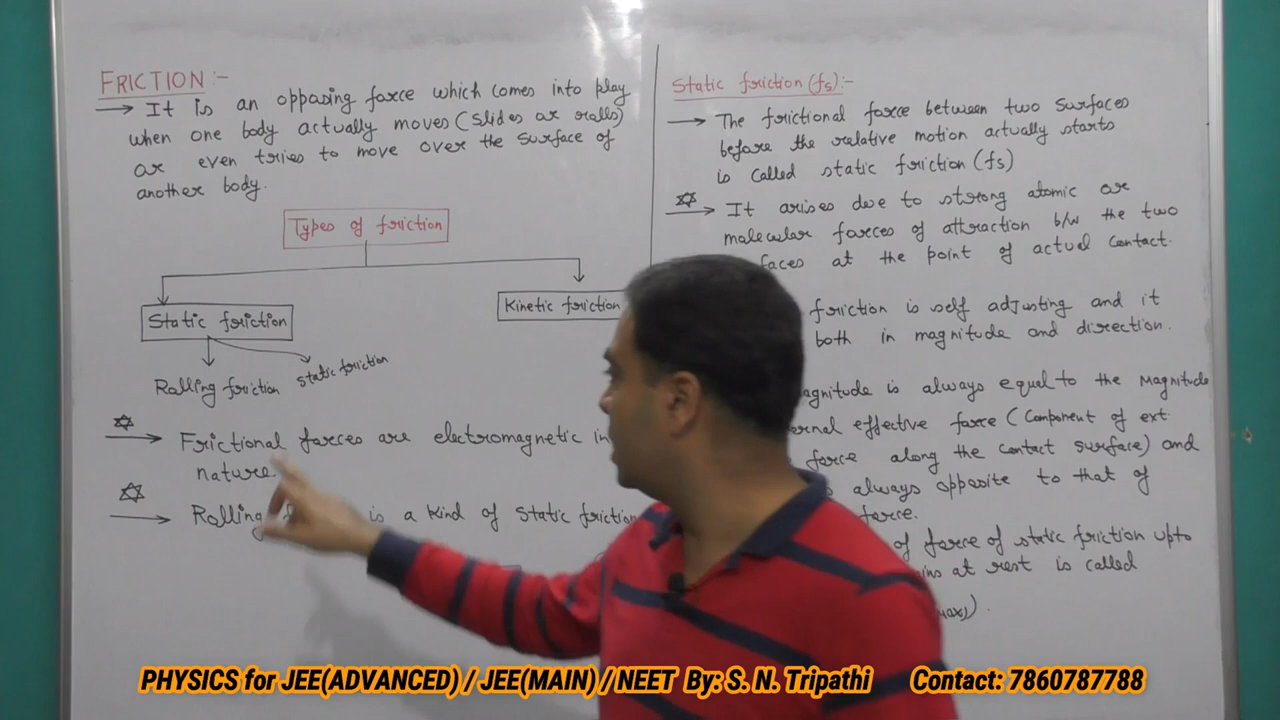 FRICTION :-
→ It is an opposing force which comes into play
when one body actually moves (slides or rolls)
or even tries to move over the surface of
another body.
Types of friction
Static friction
Kinetic friction
Rolling friction
static friction
→ Frictional forces are electromagnetic in
nature.
→ Rolling is a kind of static friction
Static friction (fs) :-
→ The frictional force between two surfaces
before the relative motion actually starts
is called static friction (fs)
→ It arises due to strong atomic or
molecular forces of attraction b/w the two
faces at the point of actual contact.
friction is self adjusting and it
both in magnitude and direction.
agnitude is always equal to the Magnitude
ernal effective force (Component of ext
force along the contact surface) and
always opposite to that of
force.
of force of static friction upto
ins at rest is called
PHYSICS for JEE(ADVANCED) / JEE(MAIN) / NEET By: S. N. Tripathi Contact: 7860787788